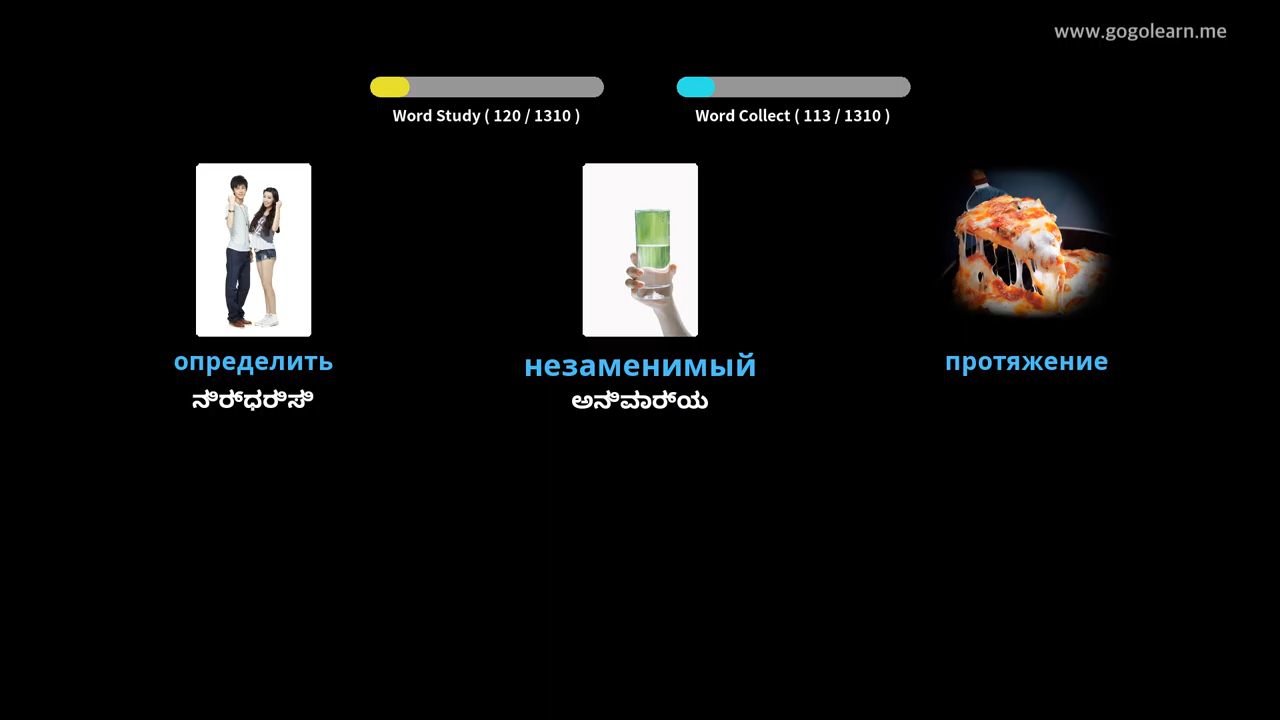 www.gogolearn.me
Word Study ( 120 / 1310 )
Word Collect ( 113 / 1310 )
определить
незаменимый
протяжение
ನಿರ್ಧರಿಸಿ
ಅನಿವಾರ್ಯ